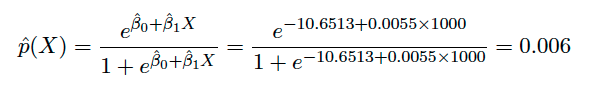 p̂(X) = e^{β̂₀+β̂₁X} / (1 + e^{β̂₀+β̂₁X}) = e^{−10.6513+0.0055×1000} / (1 + e^{−10.6513+0.0055×1000}) = 0.006